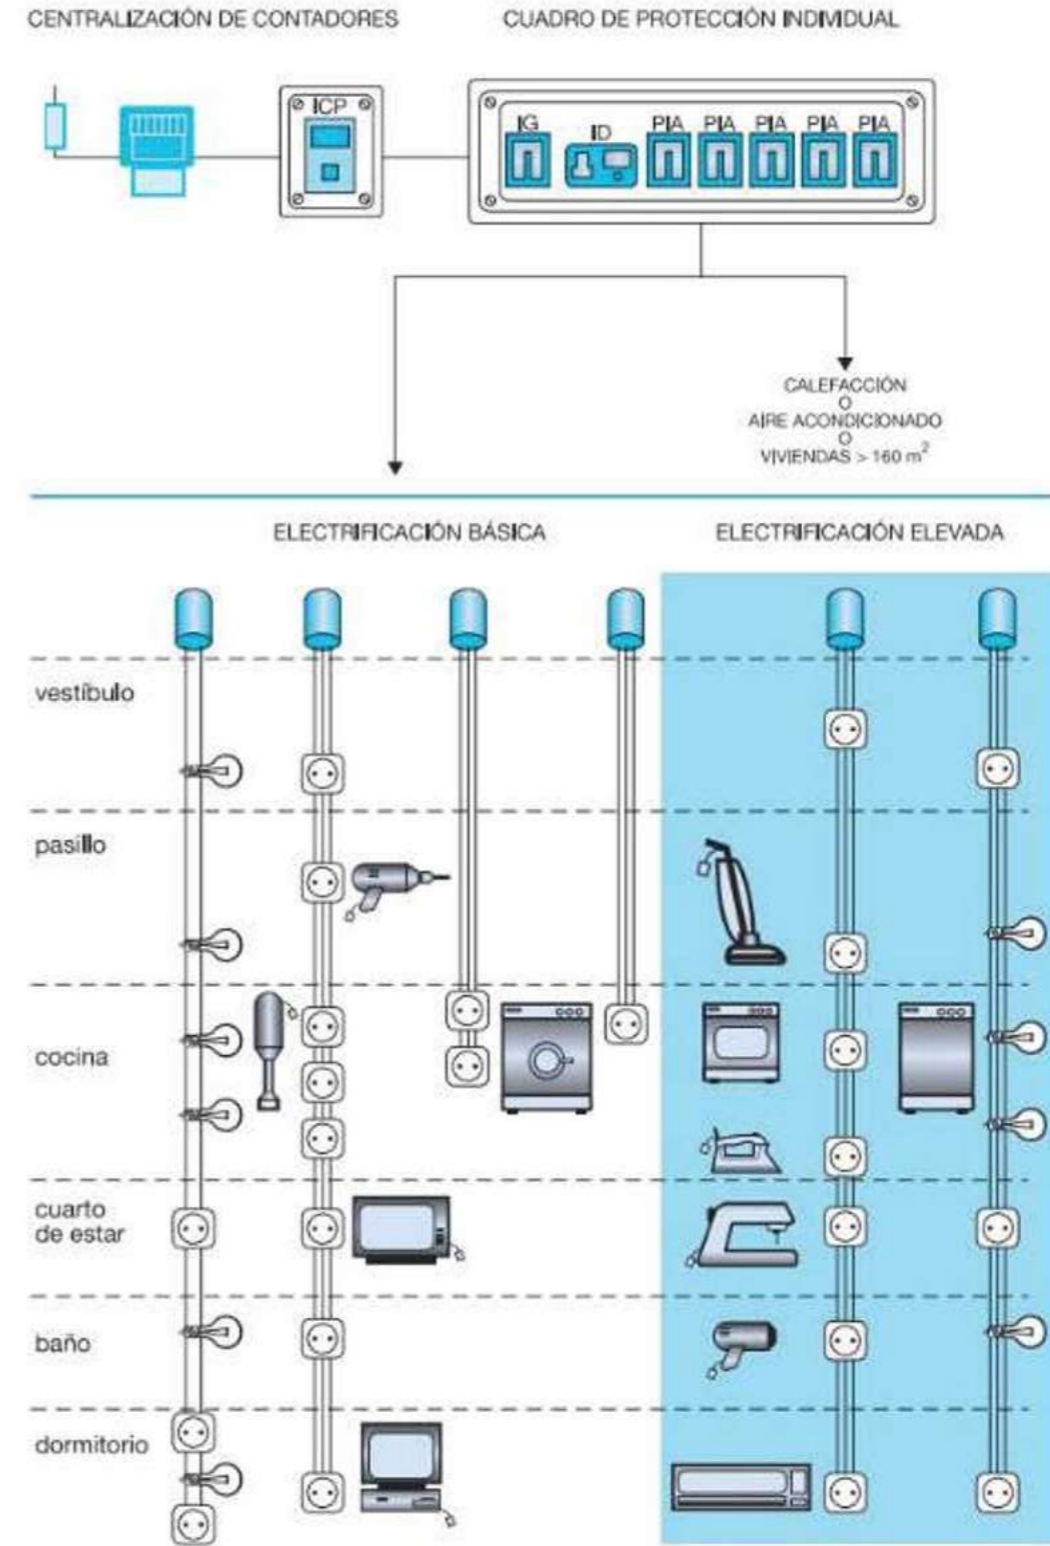 CENTRALIZACIÓN DE CONTADORES
CUADRO DE PROTECCIÓN INDIVIDUAL
ICP
IG
ID
PIA
PIA
PIA
PIA
PIA
CALEFACCIÓN
O
AIRE ACONDICIONADO
O
VIVIENDAS > 160 m²
ELECTRIFICACIÓN BÁSICA
ELECTRIFICACIÓN ELEVADA
vestíbulo
pasillo
cocina
cuarto
de estar
baño
dormitorio